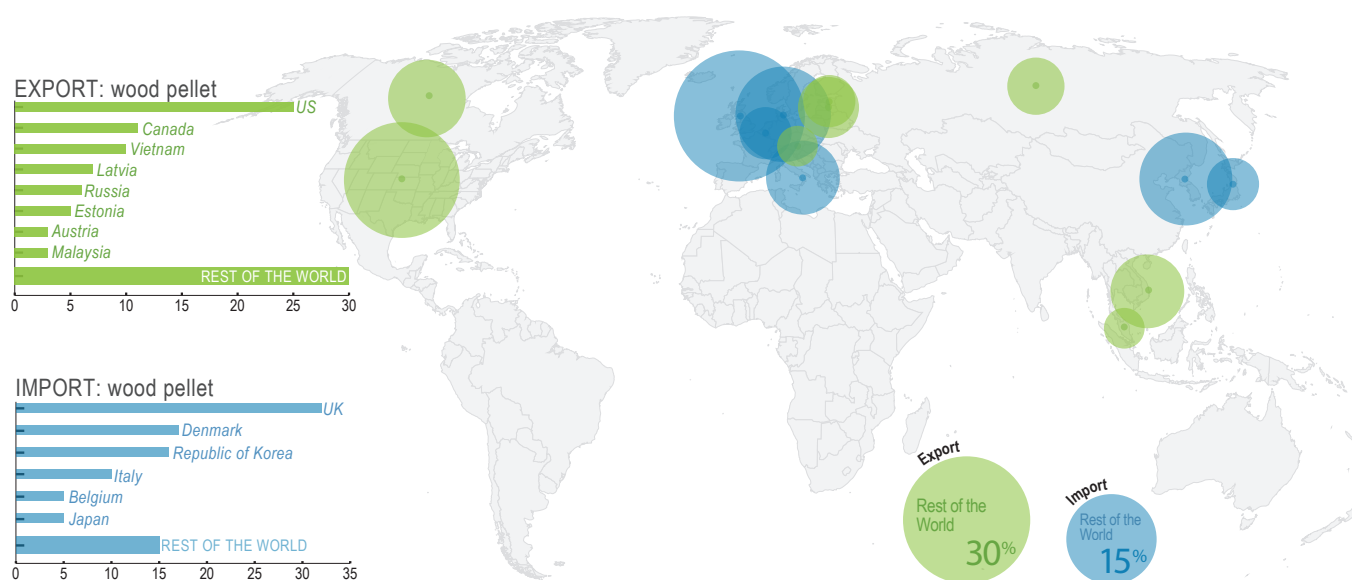 EXPORT: wood pellet
US
Canada
Vietnam
Latvia
Russia
Estonia
Austria
Malaysia
REST OF THE WORLD
0 5 10 15 20 25 30
IMPORT: wood pellet
UK
Denmark
Republic of Korea
Italy
Belgium
Japan
REST OF THE WORLD
0 5 10 15 20 25 30 35
Export
Rest of the
World
30%
Import
Rest of the
World
15%